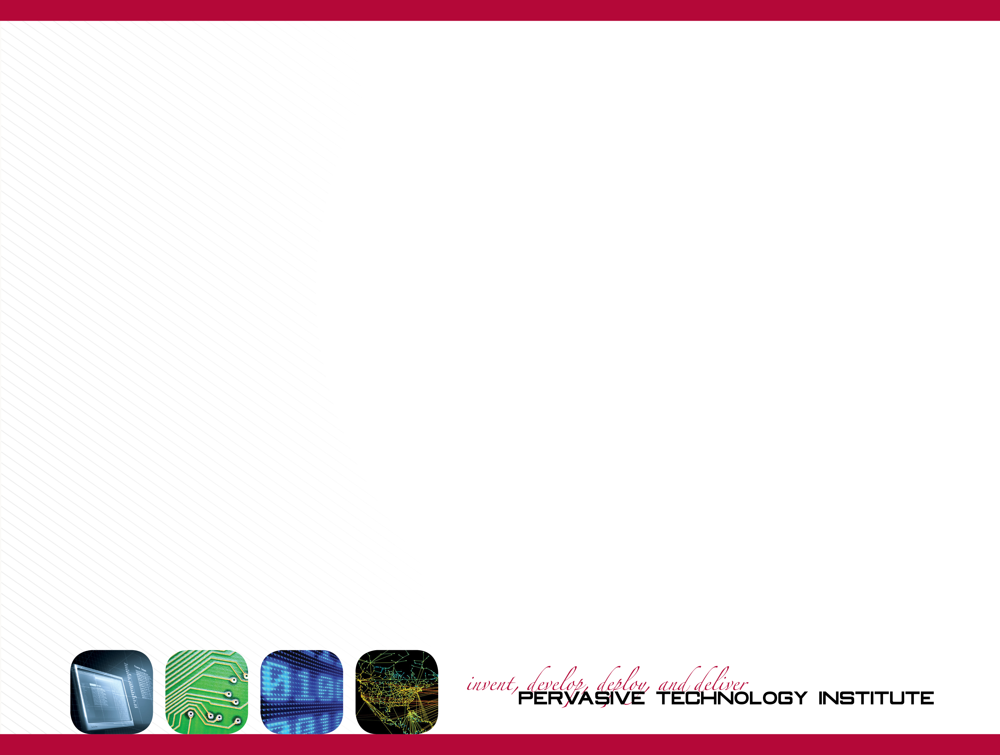 invent, develop, deploy, and deliver
PERVASIVE TECHNOLOGY INSTITUTE